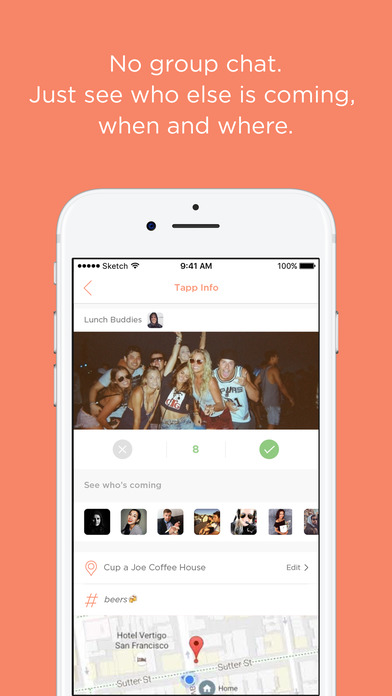 No group chat.
Just see who else is coming,
when and where.
Sketch 9:41 AM 100%
Tapp Info
Lunch Buddies
8
See who's coming
Cup a Joe Coffee House Edit
# beers🍻
Hotel Vertigo
San Francisco
Sutter St
Sutter St
Home